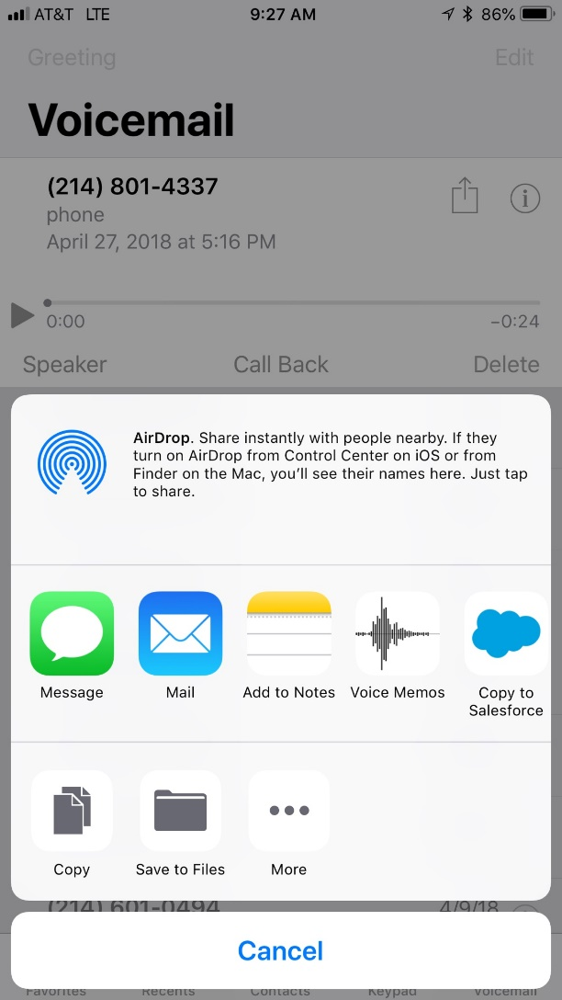 AT&T LTE 9:27 AM 86%
Greeting Edit
Voicemail
(214) 801-4337
phone
April 27, 2018 at 5:16 PM
0:00 −0:24
Speaker Call Back Delete
AirDrop. Share instantly with people nearby. If they
turn on AirDrop from Control Center on iOS or from
Finder on the Mac, you’ll see their names here. Just tap
to share.
Message Mail Add to Notes Voice Memos Copy to
Salesforce
Copy Save to Files More
(214) 601-0494 4/9/18
Cancel
Favorites Recents Contacts Keypad Voicemail